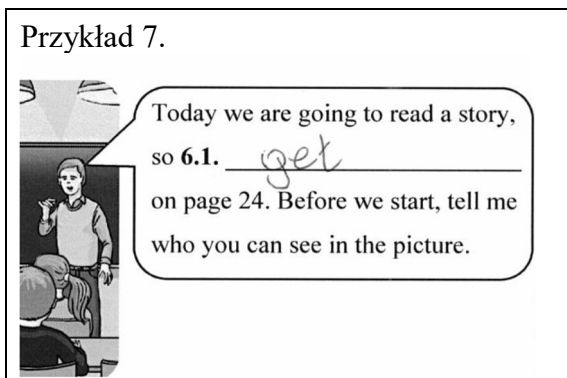 Przykład 7.
Today we are going to read a story,
so 6.1. get
on page 24. Before we start, tell me
who you can see in the picture.